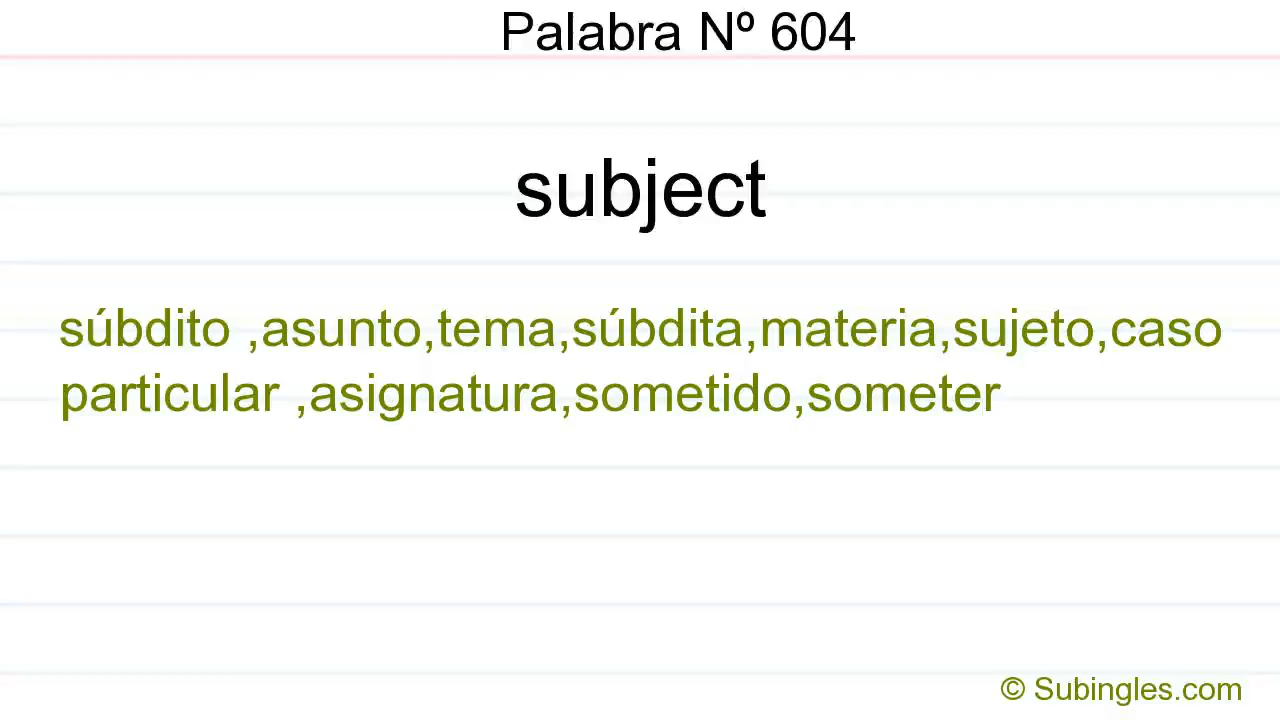 Palabra Nº 604
subject
súbdito ,asunto,tema,súbdita,materia,sujeto,caso
particular ,asignatura,sometido,someter
© Subingles.com